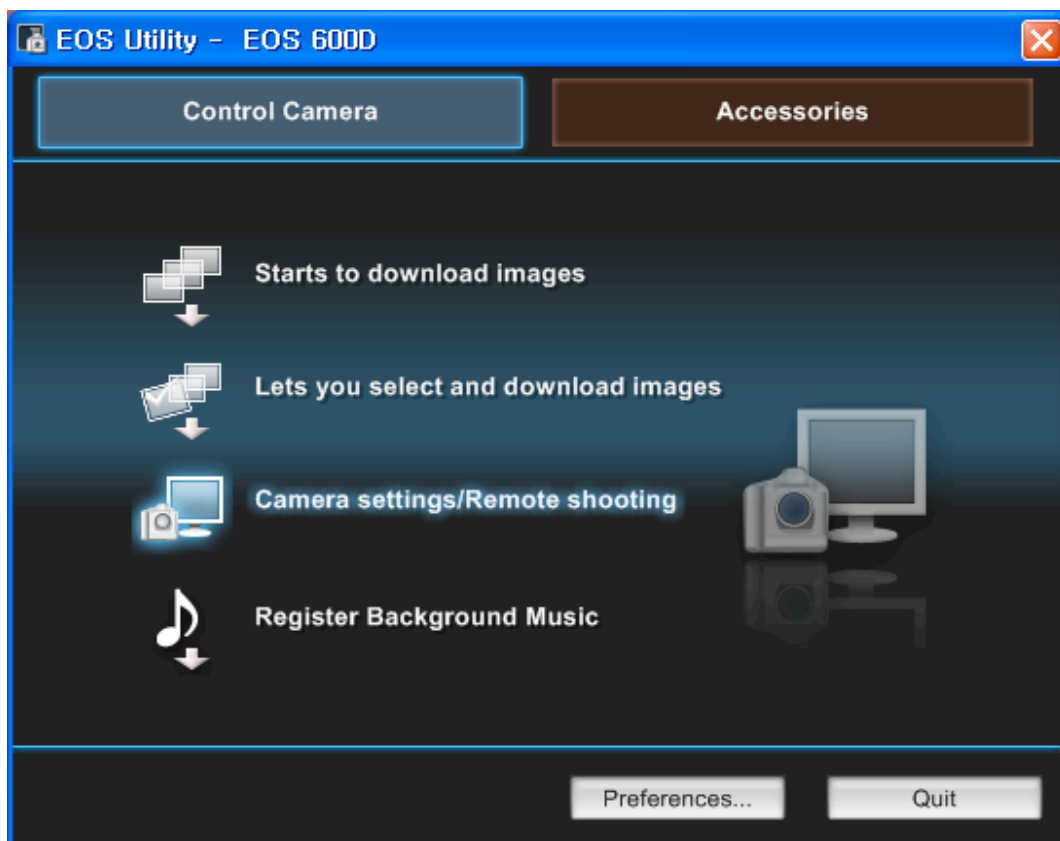 EOS Utility - EOS 600D
Control Camera
Accessories
Starts to download images
Lets you select and download images
Camera settings/Remote shooting
Register Background Music
Preferences...
Quit